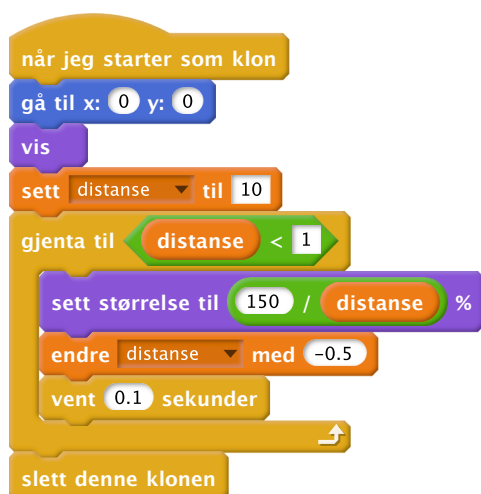 når jeg starter som klon
gå til x: 0 y: 0
vis
sett distanse til 10
gjenta til distanse < 1
sett størrelse til 150 / distanse %
endre distanse med -0.5
vent 0.1 sekunder
slett denne klonen